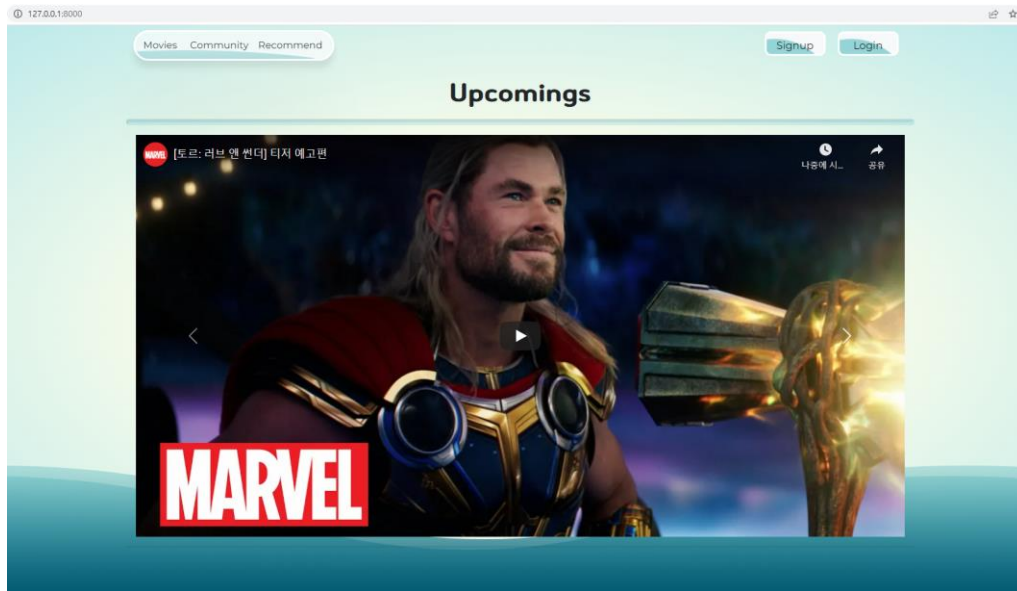 127.0.0.1:8000
Movies Community Recommend
Signup Login
Upcomings
MARVEL [토르: 러브 앤 썬더] 티저 예고편
나중에 시... 공유
MARVEL